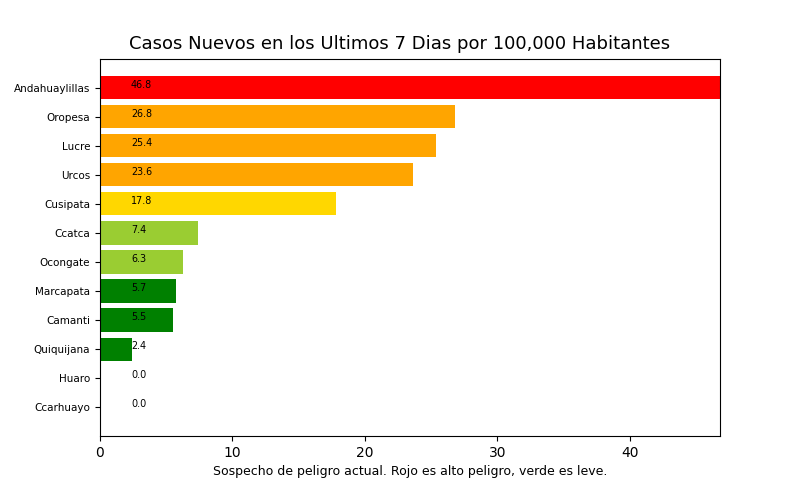 Casos Nuevos en los Ultimos 7 Dias por 100,000 Habitantes
Andahuaylillas 46.8
Oropesa 26.8
Lucre 25.4
Urcos 23.6
Cusipata 17.8
Ccatca 7.4
Ocongate 6.3
Marcapata 5.7
Camanti 5.5
Quiquijana 2.4
Huaro 0.0
Ccarhuayo 0.0
0 10 20 30 40
Sospecho de peligro actual. Rojo es alto peligro, verde es leve.